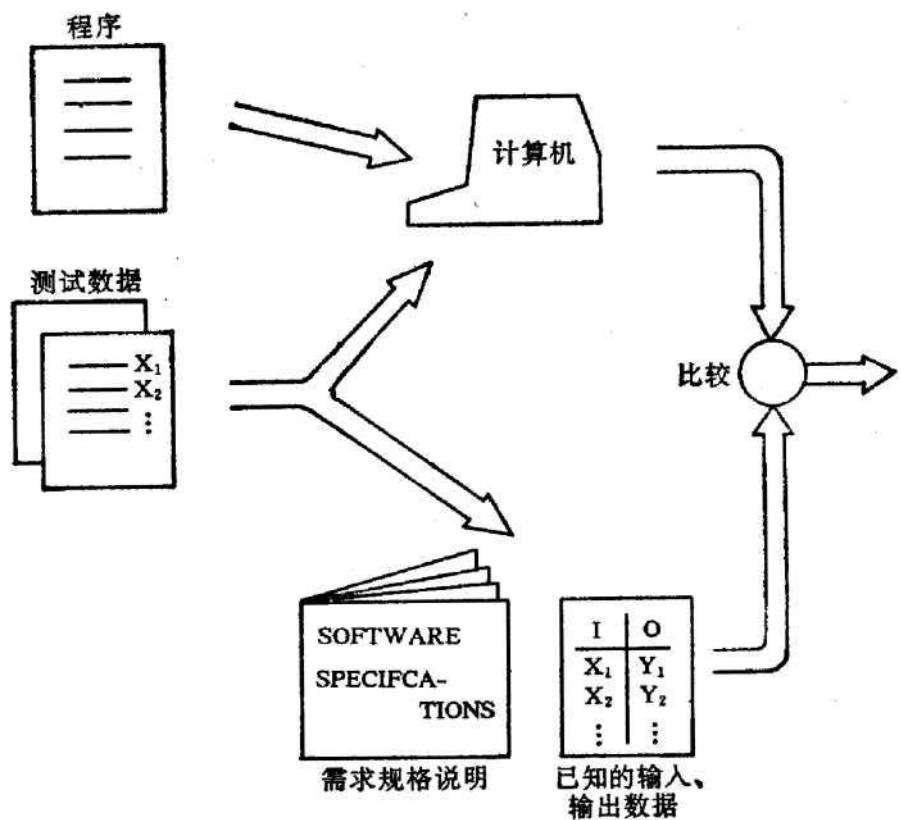 程序
计算机
测试数据
X₁
X₂
⋮
比较
SOFTWARE
SPECIFCA-
TIONS
需求规格说明
I O
X₁ Y₁
X₂ Y₂
⋮ ⋮
已知的输入、
输出数据